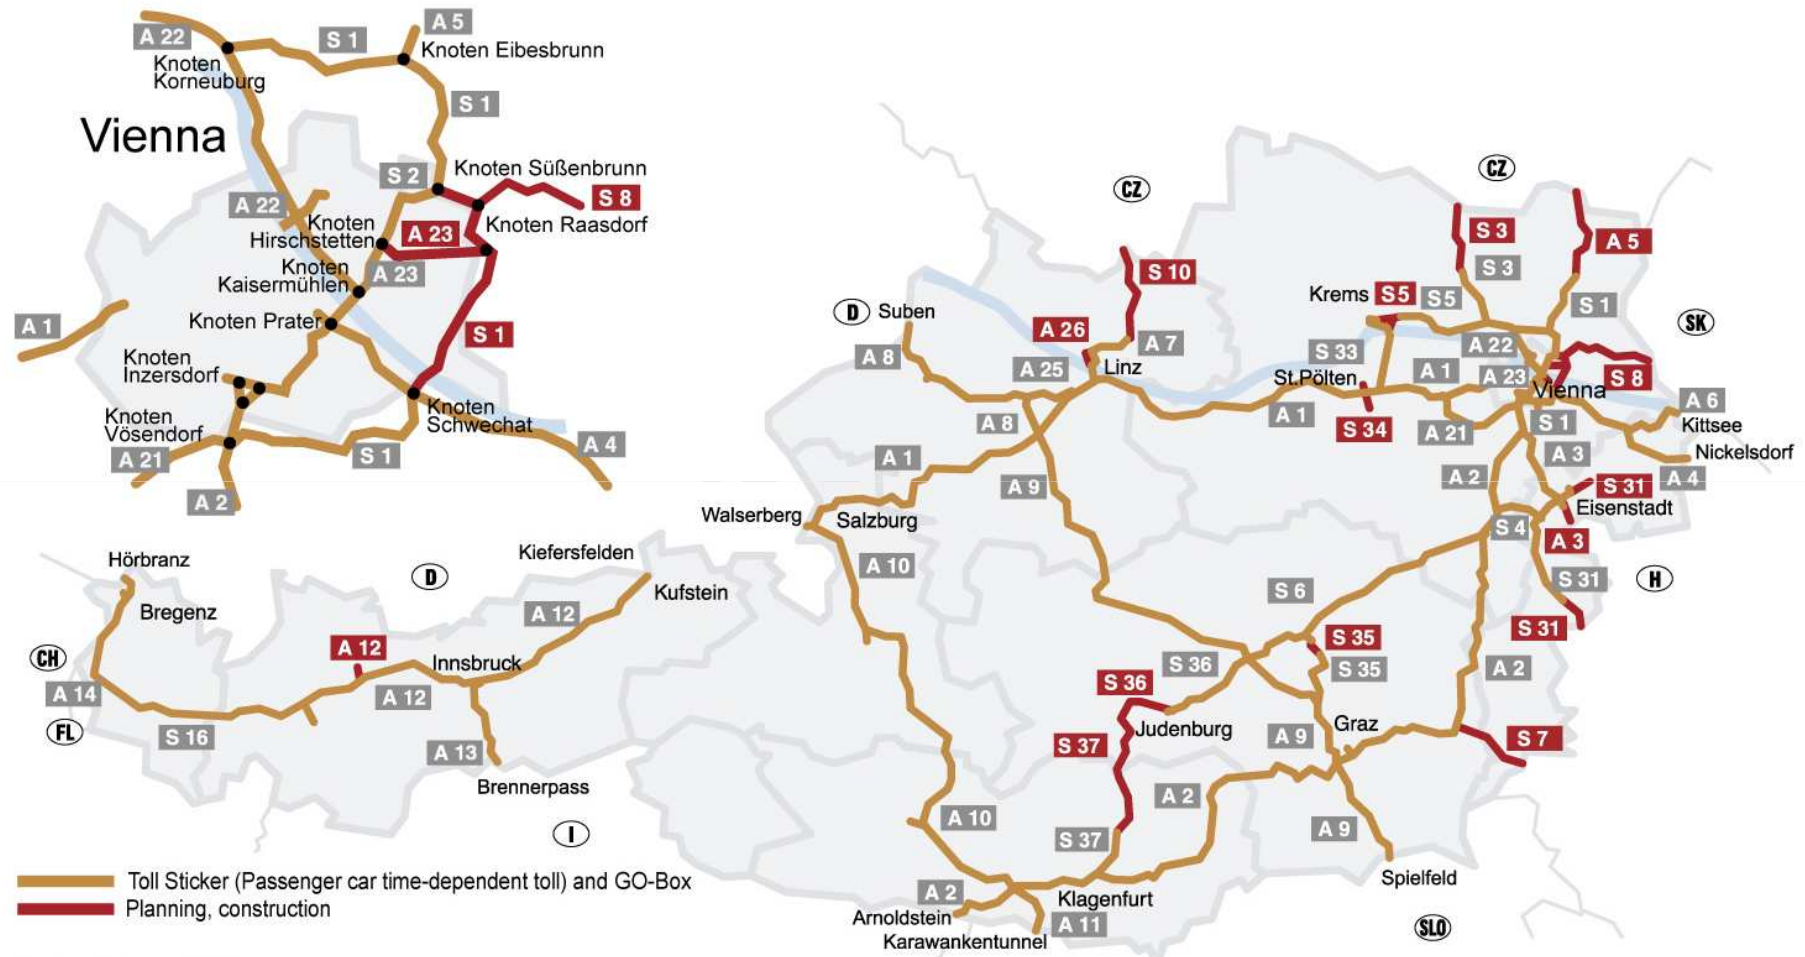 A 22
S 1
A 5
Knoten Eibesbrunn
Knoten
Korneuburg
S 1
Vienna
Knoten Süßenbrunn
S 2
S 8
A 22
Knoten
Hirschstetten
A 23
Knoten Raasdorf
Knoten
Kaisermühlen
A 23
A 1
Knoten Prater
S 1
Knoten
Inzersdorf
Knoten
Vösendorf
Knoten
Schwechat
A 21
S 1
A 4
A 2
CZ
CZ
S 3
A 5
S 3
S 10
Krems
S5
S5
S 1
D
Suben
A 26
A 7
SK
A 8
A 25
Linz
S 33
A 22
St.Pölten
A 1
A 23
Vienna
S 8
A 6
Kittsee
A 8
A 1
S 34
A 21
S 1
A 3
Nickelsdorf
A 1
A 9
A 2
A 4
S 31
Eisenstadt
Walserberg
Salzburg
S 4
A 3
A 10
S 31
H
S 6
S 31
Hörbranz
Kiefersfelden
D
Bregenz
A 12
Kufstein
CH
A 12
Innsbruck
A 14
A 12
FL
S 16
A 13
Brennerpass
I
S 35
S 36
S 35
A 2
S 36
Judenburg
Graz
S 37
A 9
S 7
A 2
A 10
S 37
A 9
Spielfeld
A 2
Klagenfurt
Arnoldstein
A 11
Karawankentunnel
SLO
Toll Sticker (Passenger car time-dependent toll) and GO-Box
Planning, construction